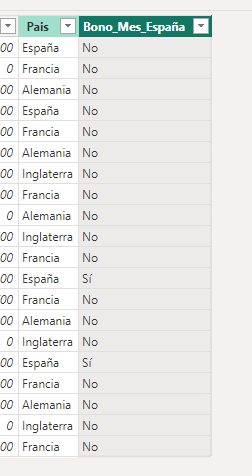 País Bono_Mes_España
00 España No
0 Francia No
00 Alemania No
00 España No
00 Francia No
00 Alemania No
00 Inglaterra No
00 Francia No
0 Alemania No
00 Inglaterra No
00 Francia No
00 España Sí
00 Francia No
00 Alemania No
0 Inglaterra No
00 España Sí
00 Francia No
00 Alemania No
0 Inglaterra No
00 Francia No